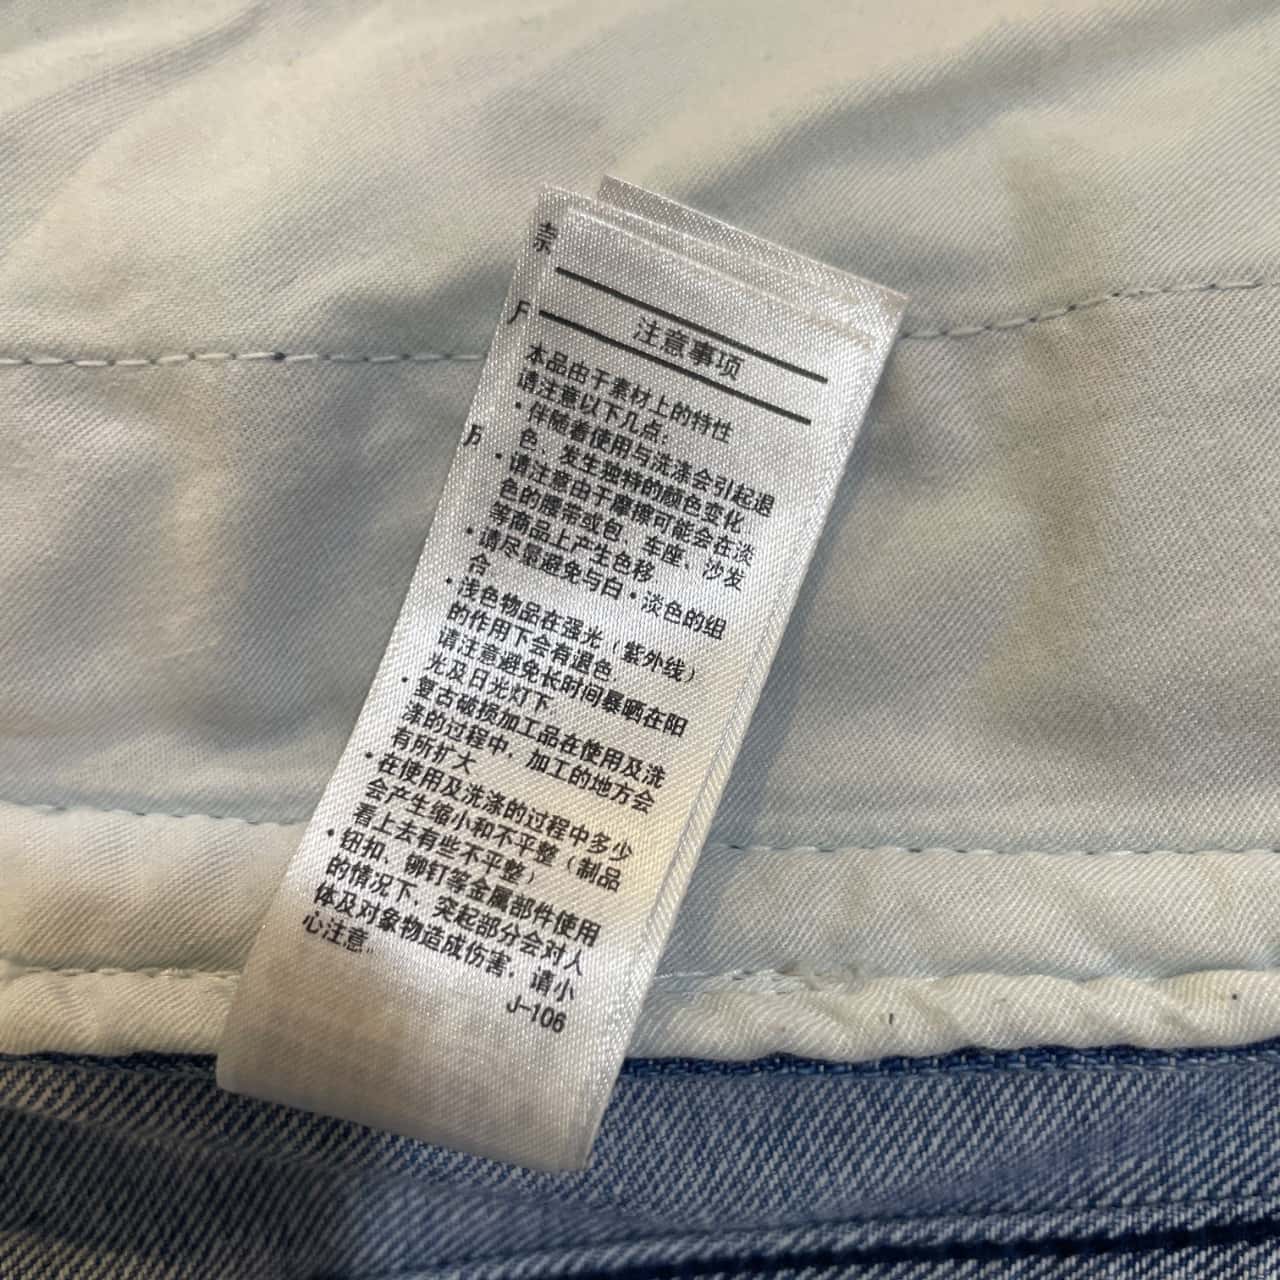 注意事项
本品由于素材上的特性
请注意以下几点：
・伴随着使用与洗涤会引起退
色、发生独特的颜色变化
・请注意由于摩擦可能会在淡
色的腰带或包、车座、沙发
等商品上产生色移
・请尽量避免与白・淡色的组
合
・浅色物品在强光（紫外线）
的作用下会有退色
请注意避免长时间暴晒在阳
光及日光灯下
・复古破损加工品在使用及洗
涤的过程中，加工的地方会
有所扩大
・在使用及洗涤的过程中多少
会产生缩小和不平整（制品
看上去有些不平整）
・钮扣、铆钉等金属部件使用
的情况下，突起部分会对人
体及对象物造成伤害，请小
心注意。
J-106